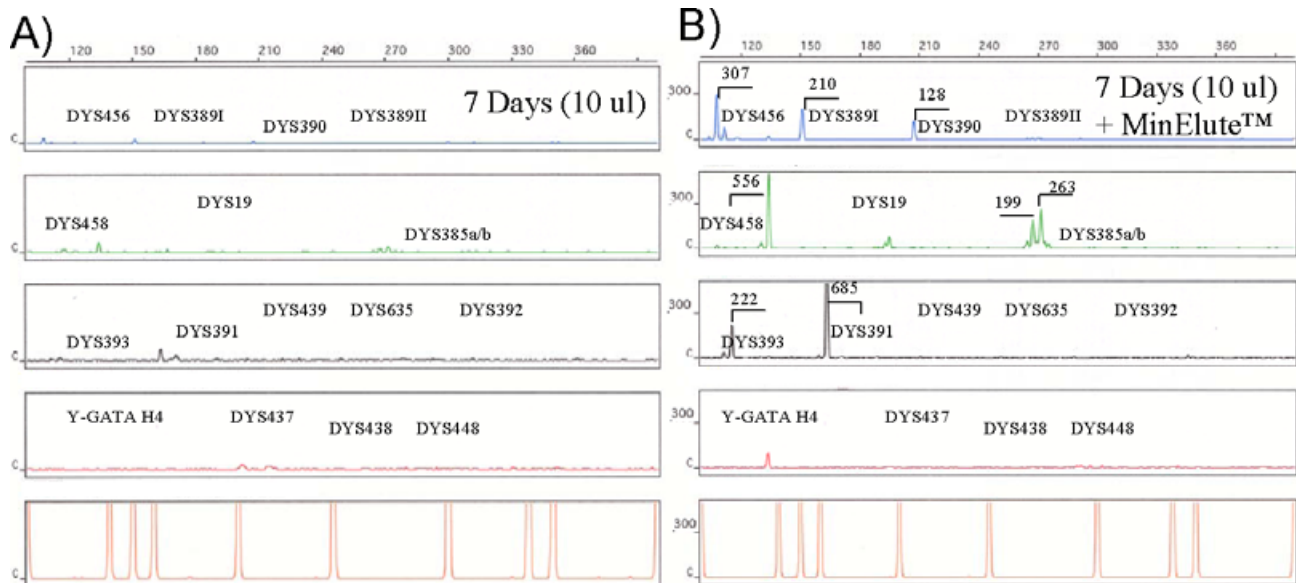 A)
120 150 180 210 240 270 300 330 360
7 Days (10 ul)
DYS456 DYS389I DYS390 DYS389II
C
DYS19
DYS458 DYS385a/b
C
DYS439 DYS635 DYS392
DYS393 DYS391
C
Y-GATA H4 DYS437
DYS438 DYS448
C
C
B)
120 150 180 210 240 270 300 330 360
307 210 128
300
7 Days (10 ul)
+ MinElute™
DYS456 DYS389I DYS390 DYS389II
C
556 199 263
300
DYS458 DYS19 DYS385a/b
C
222 685
300
DYS439 DYS635 DYS392
DYS393 DYS391
C
300
Y-GATA H4 DYS437
DYS438 DYS448
C
300
C